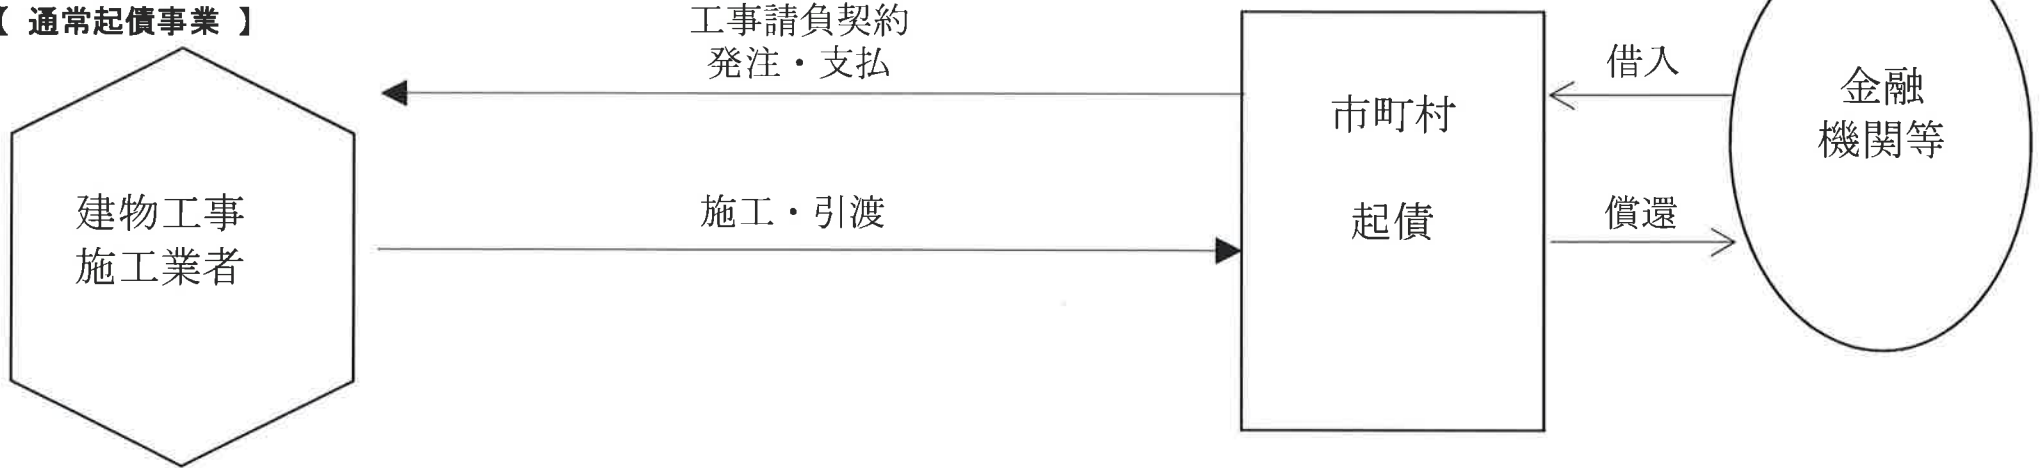 【 通常起債事業 】
工事請負契約
発注・支払
建物工事
施工業者
施工・引渡
市町村
起債
借入
償還
金融
機関等